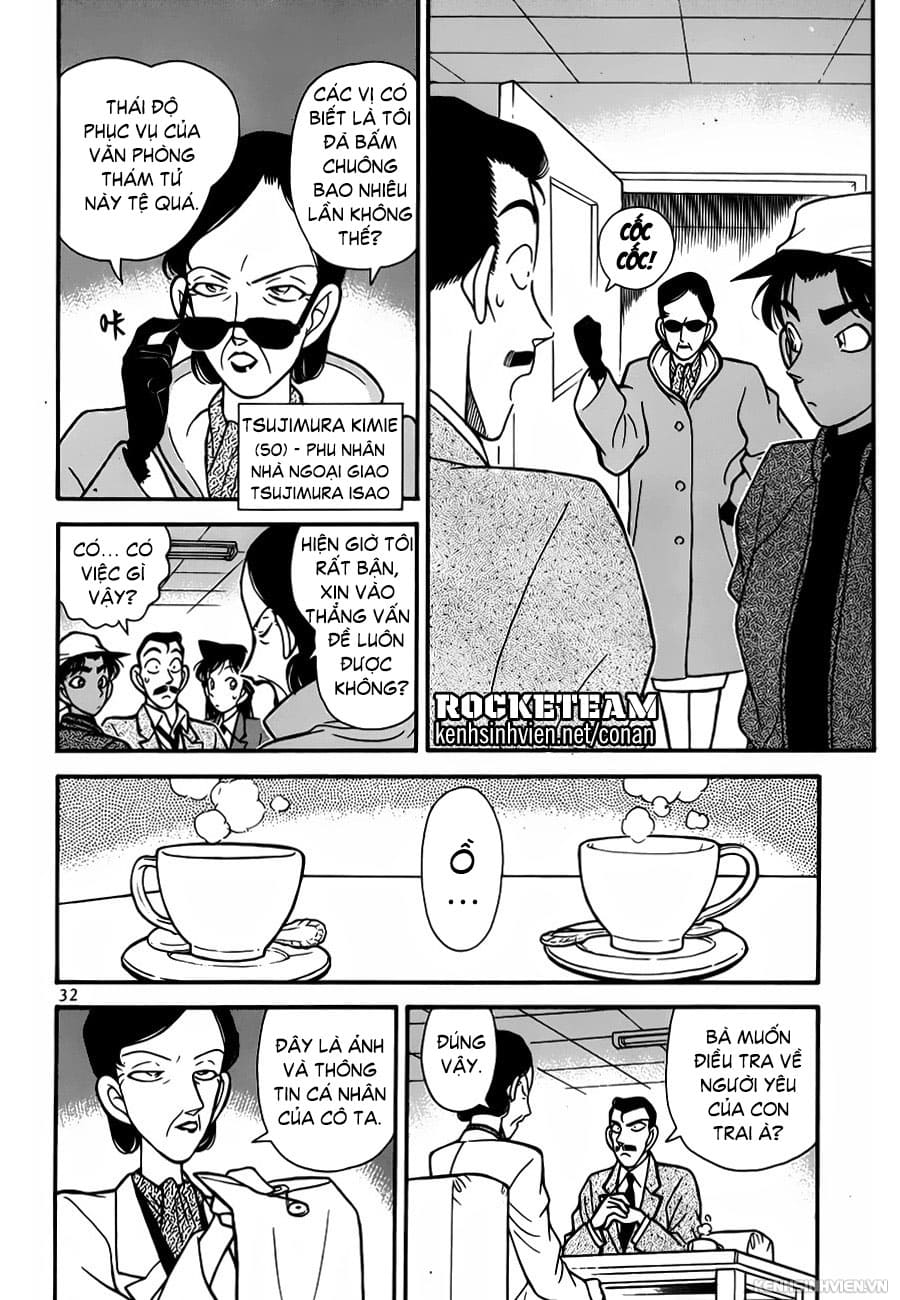 CỐC
CỐC!
ROCKETEAM
kenhsinhvien.net/conan
CÁC VỊ CÓ
BIẾT LÀ TÔI
ĐÃ BẤM
CHUÔNG
BAO NHIÊU
LẦN KHÔNG
THẾ?
THÁI ĐỘ
PHỤC VỤ CỦA
VĂN PHÒNG
THÁM TỬ
NÀY TỆ QUÁ.
咔
TSUJIMURA KIMIE
(50) - PHU NHÂN
NHÀ NGOẠI GIAO
TSUJIMURA ISAO
HIỆN GIỜ TÔI
RẤT BẬN,
XIN VÀO
THẲNG VẤN
ĐỀ LUÔN
ĐƯỢC
KHÔNG?
CÓ... CÓ
VIỆC GÌ
VẬY?
Ồ
...
32
BÀ MUỐN
ĐIỀU TRA VỀ
NGƯỜI YÊU
CỦA CON
TRAI À?
ĐÚNG
VẬY.
ĐÂY LÀ ẢNH
VÀ THÔNG
TIN CÁ NHÂN
CỦA CÔ TA.
KENHSINHVIEN.VN